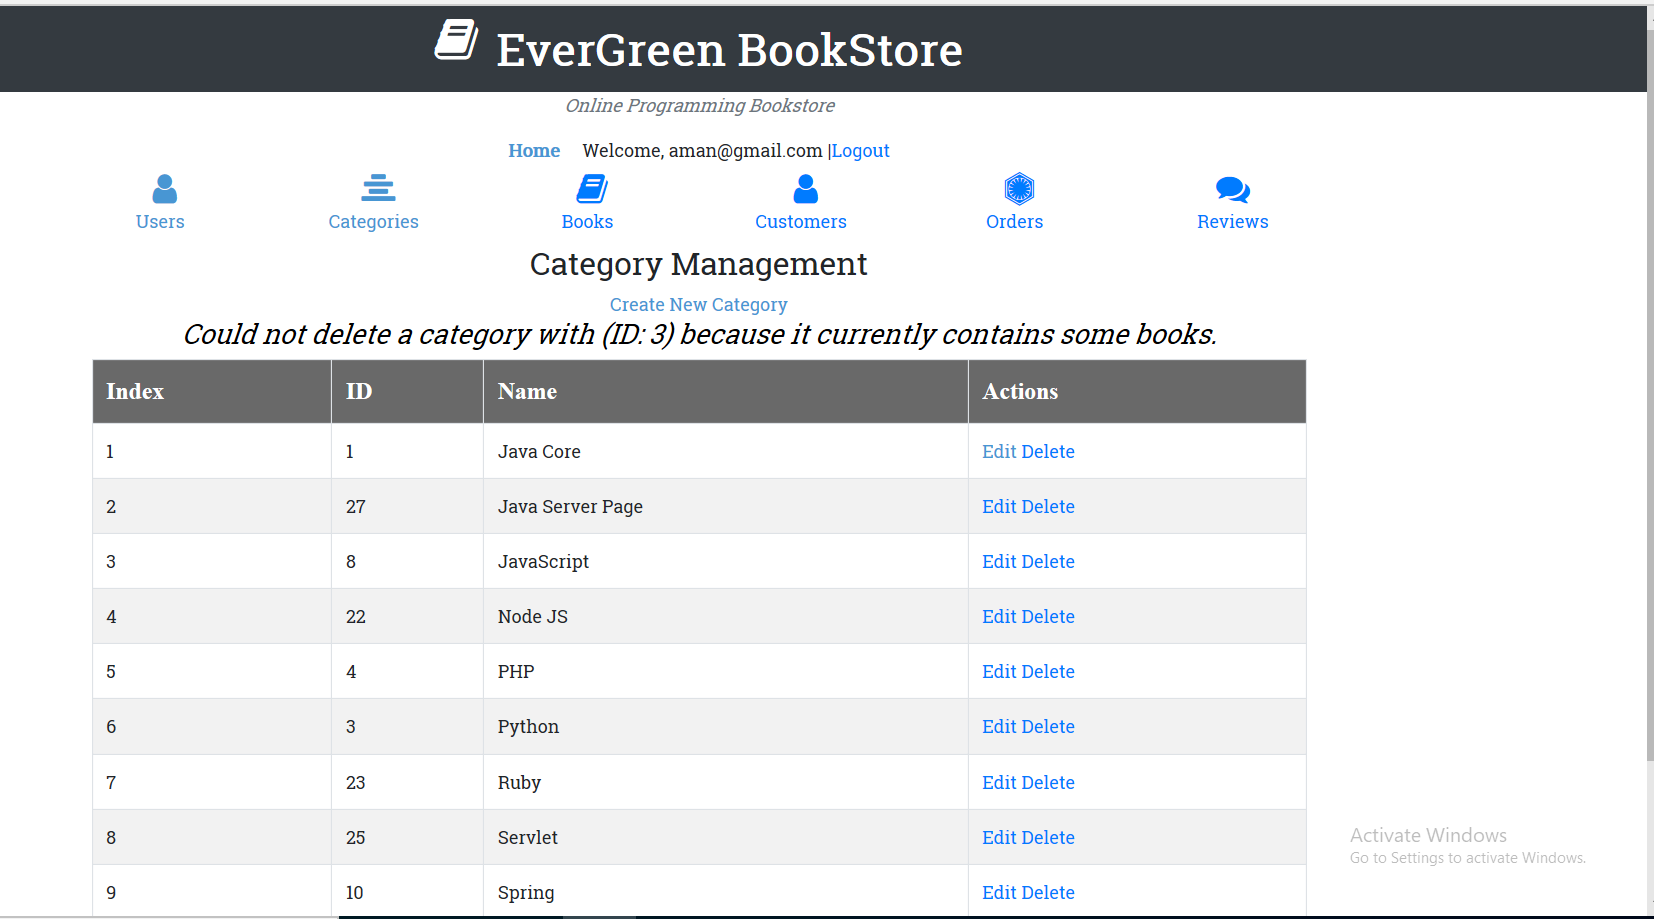 EverGreen BookStore
Online Programming Bookstore
Home Welcome, aman@gmail.com |Logout
Users Categories Books Customers Orders Reviews
Category Management
Create New Category
Could not delete a category with (ID: 3) because it currently contains some books.
Index ID Name Actions
1 1 Java Core Edit Delete
2 27 Java Server Page Edit Delete
3 8 JavaScript Edit Delete
4 22 Node JS Edit Delete
5 4 PHP Edit Delete
6 3 Python Edit Delete
7 23 Ruby Edit Delete
8 25 Servlet Edit Delete
9 10 Spring Edit Delete
Activate Windows
Go to Settings to activate Windows.